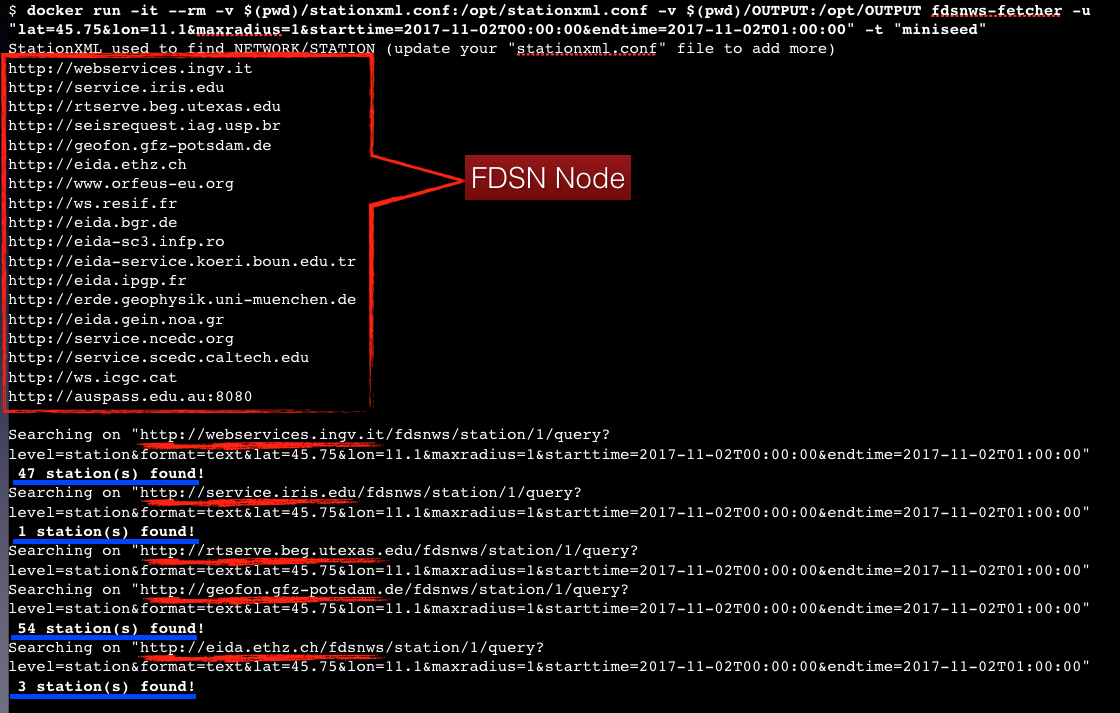 $ docker run -it --rm -v $(pwd)/stationxml.conf:/opt/stationxml.conf -v $(pwd)/OUTPUT:/opt/OUTPUT fdsnws-fetcher -u
"lat=45.75&lon=11.1&maxradius=1&starttime=2017-11-02T00:00:00&endtime=2017-11-02T01:00:00" -t "miniseed"
StationXML used to find NETWORK/STATION (update your "stationxml.conf" file to add more)
http://webservices.ingv.it
http://service.iris.edu
http://rtserve.beg.utexas.edu
http://seisrequest.iag.usp.br
http://geofon.gfz-potsdam.de
http://eida.ethz.ch
http://www.orfeus-eu.org
http://ws.resif.fr
http://eida.bgr.de
http://eida-sc3.infp.ro
http://eida-service.koeri.boun.edu.tr
http://eida.ipgp.fr
http://erde.geophysik.uni-muenchen.de
http://eida.gein.noa.gr
http://service.ncedc.org
http://service.scedc.caltech.edu
http://ws.icgc.cat
http://auspass.edu.au:8080
FDSN Node
Searching on "http://webservices.ingv.it/fdsnws/station/1/query?
level=station&format=text&lat=45.75&lon=11.1&maxradius=1&starttime=2017-11-02T00:00:00&endtime=2017-11-02T01:00:00"
47 station(s) found!
Searching on "http://service.iris.edu/fdsnws/station/1/query?
level=station&format=text&lat=45.75&lon=11.1&maxradius=1&starttime=2017-11-02T00:00:00&endtime=2017-11-02T01:00:00"
1 station(s) found!
Searching on "http://rtserve.beg.utexas.edu/fdsnws/station/1/query?
level=station&format=text&lat=45.75&lon=11.1&maxradius=1&starttime=2017-11-02T00:00:00&endtime=2017-11-02T01:00:00"
Searching on "http://geofon.gfz-potsdam.de/fdsnws/station/1/query?
level=station&format=text&lat=45.75&lon=11.1&maxradius=1&starttime=2017-11-02T00:00:00&endtime=2017-11-02T01:00:00"
54 station(s) found!
Searching on "http://eida.ethz.ch/fdsnws/station/1/query?
level=station&format=text&lat=45.75&lon=11.1&maxradius=1&starttime=2017-11-02T00:00:00&endtime=2017-11-02T01:00:00"
3 station(s) found!